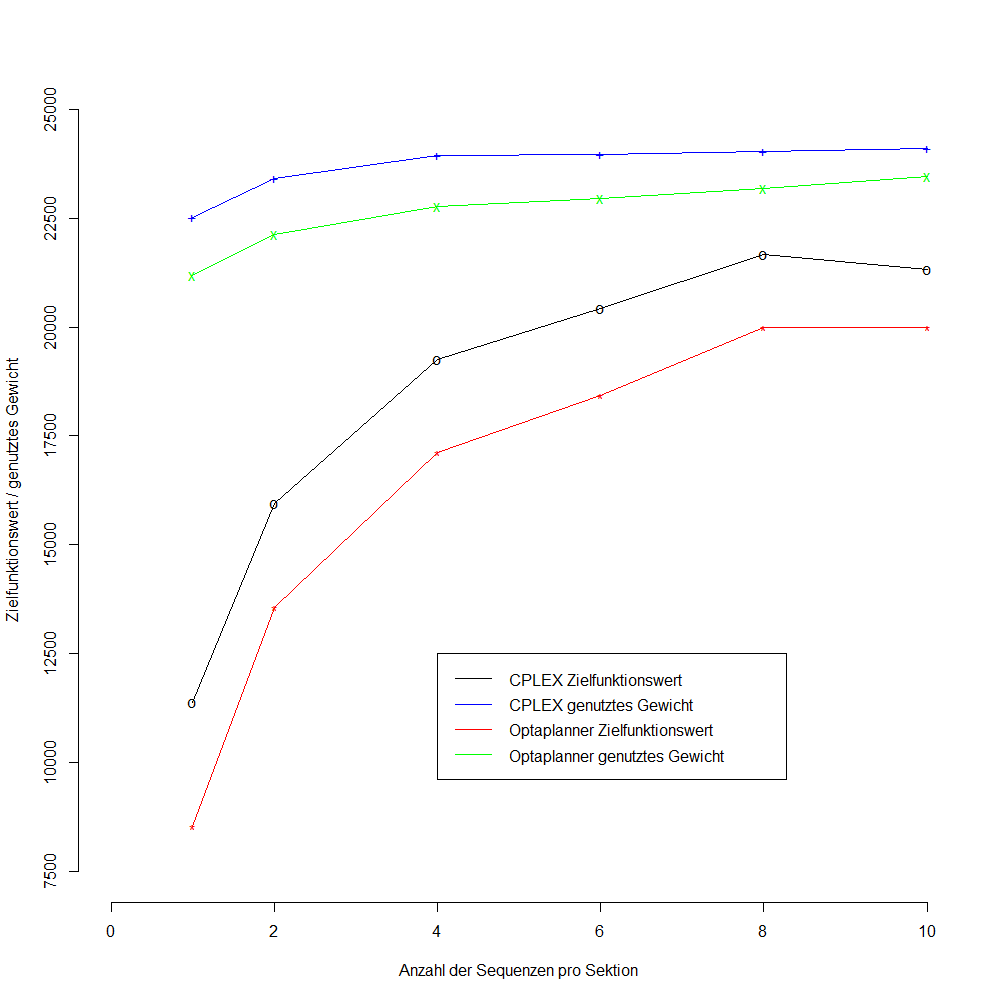 25000
22500
20000
17500
15000
12500
10000
7500
Zielfunktionswert / genutztes Gewicht
CPLEX Zielfunktionswert
CPLEX genutztes Gewicht
Optaplanner Zielfunktionswert
Optaplanner genutztes Gewicht
0 2 4 6 8 10
Anzahl der Sequenzen pro Sektion